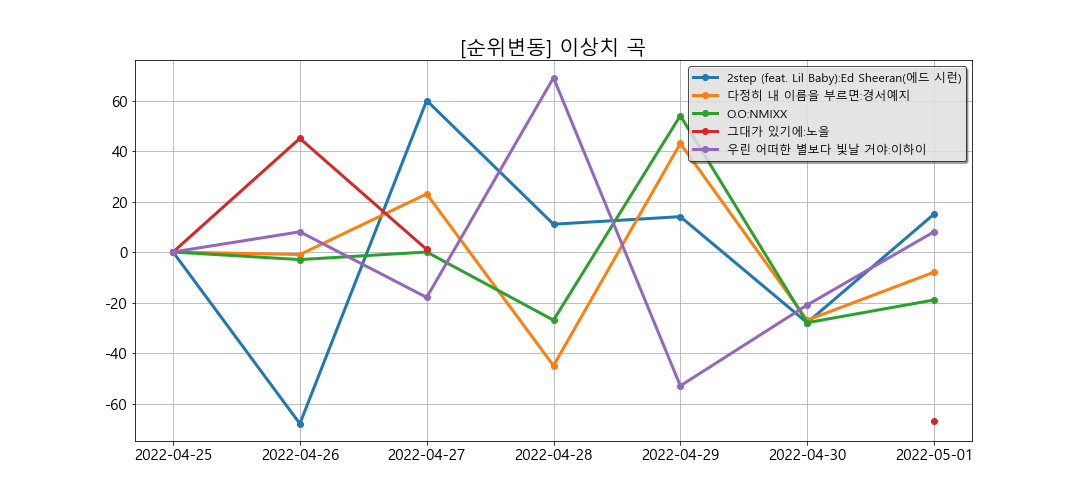 [순위변동] 이상치 곡
2step (feat. Lil Baby):Ed Sheeran(에드 시런)
다정히 내 이름을 부르면:경서예지
O.O:NMIXX
그대가 있기에:노을
우린 어떠한 별보다 빛날 거야:이하이
60
40
20
0
-20
-40
-60
2022-04-25 2022-04-26 2022-04-27 2022-04-28 2022-04-29 2022-04-30 2022-05-01